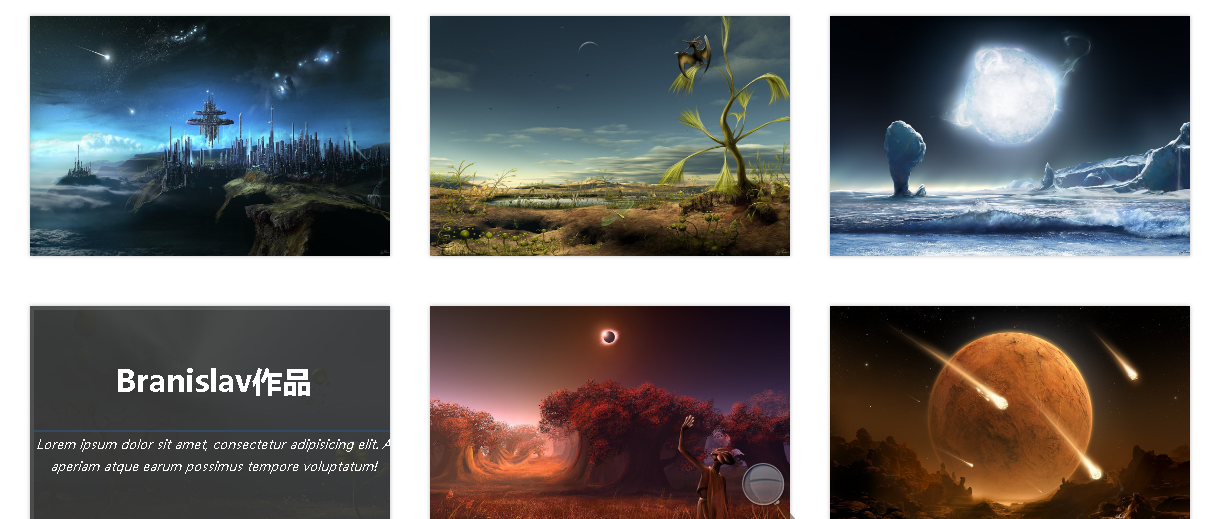 Branislav作品
Lorem ipsum dolor sit amet, consectetur adipisicing elit. A
aperiam atque earum possimus tempore voluptatum!